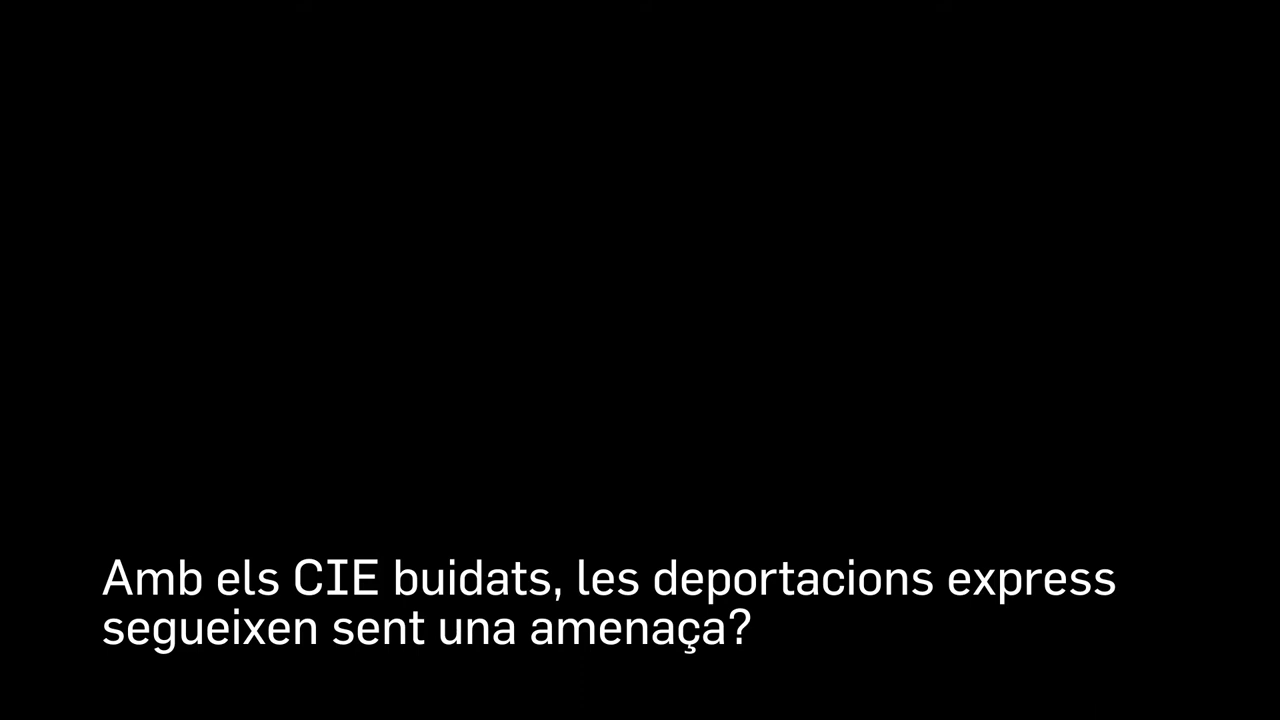 Amb els CIE buidats, les deportacions express
segueixen sent una amenaça?